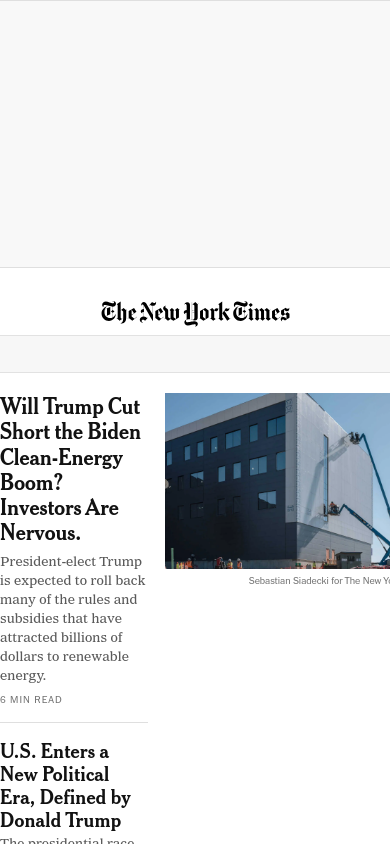 The New York Times
Will Trump Cut
Short the Biden
Clean-Energy
Boom?
Investors Are
Nervous.
President-elect Trump
is expected to roll back
many of the rules and
subsidies that have
attracted billions of
dollars to renewable
energy.
6 MIN READ
Sebastian Siadecki for The New Yo
U.S. Enters a
New Political
Era, Defined by
Donald Trump
The presidential race